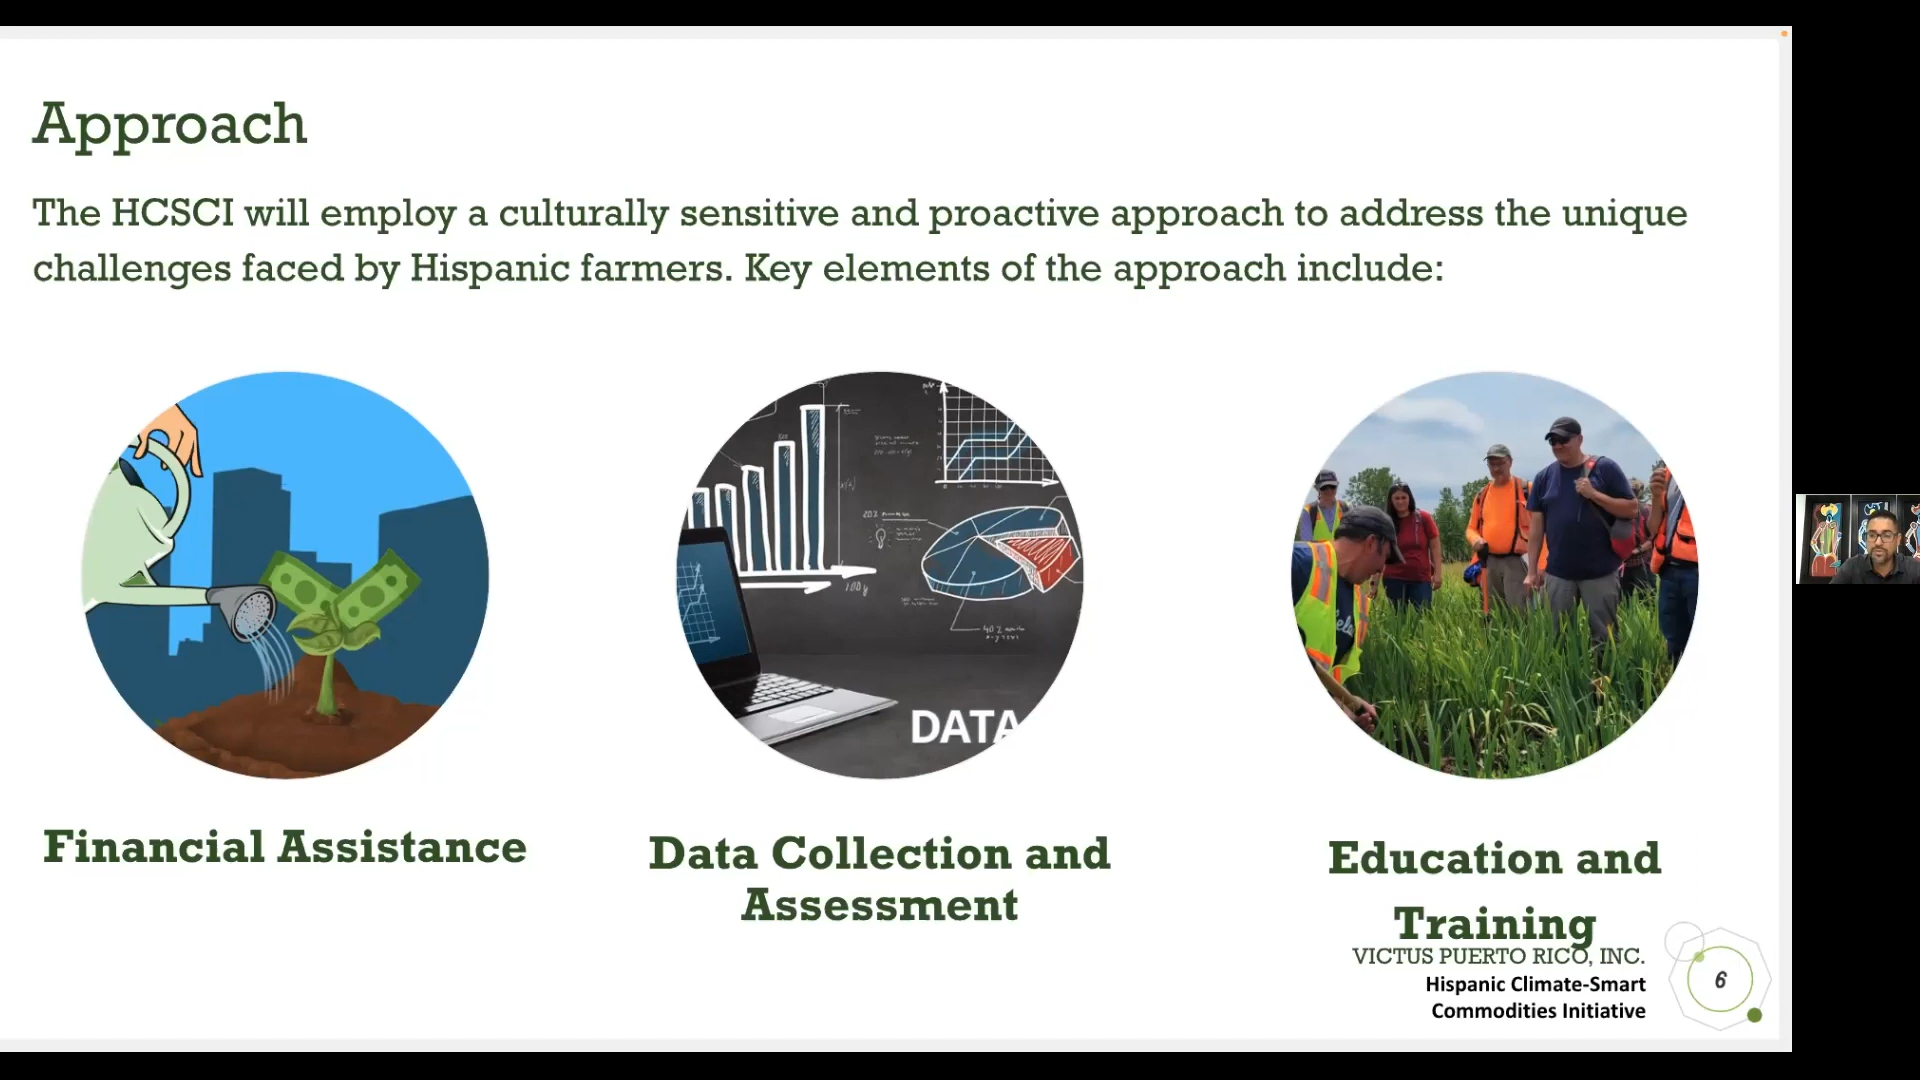 Approach
The HCSCI will employ a culturally sensitive and proactive approach to address the unique
challenges faced by Hispanic farmers. Key elements of the approach include:
DATA
Financial Assistance
Data Collection and
Assessment
Education and
Training
VICTUS PUERTO RICO, INC.
Hispanic Climate-Smart
Commodities Initiative
6